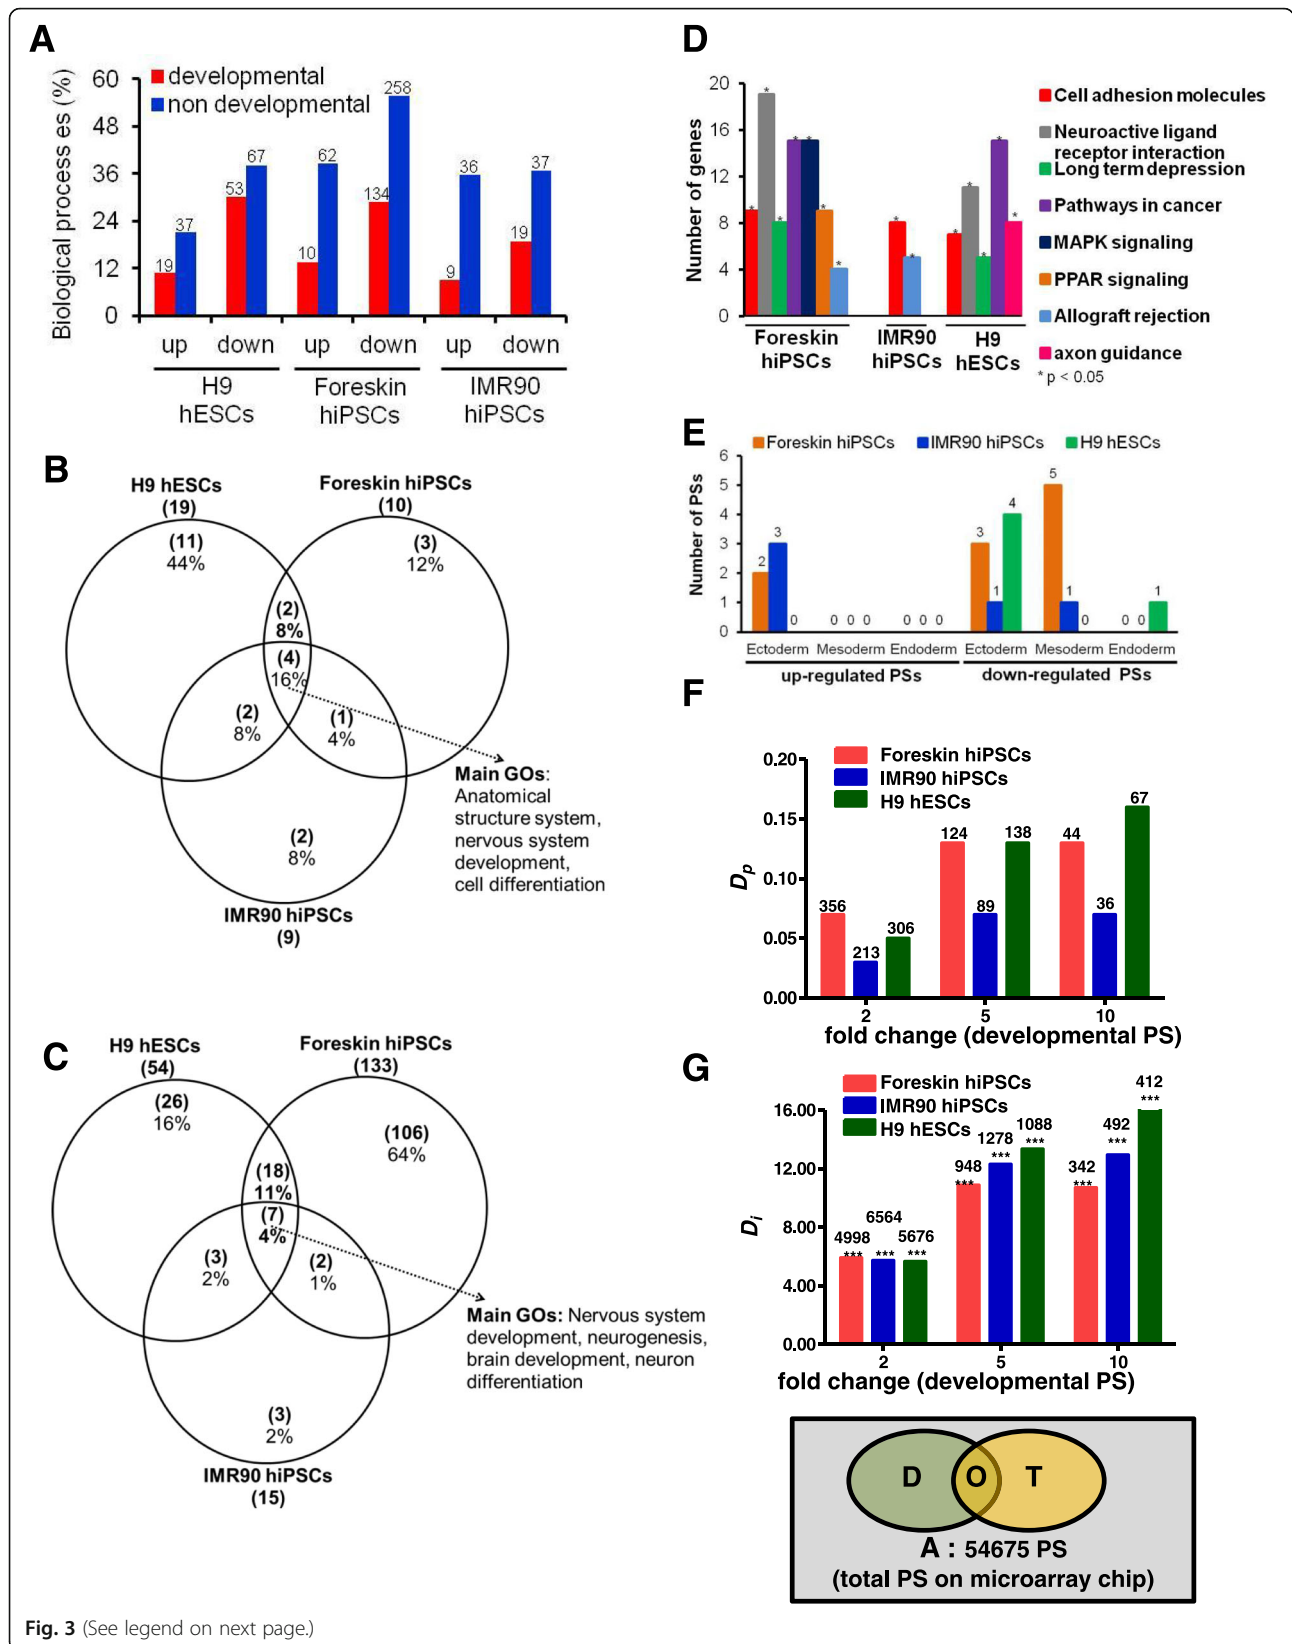 A
Biological process es (%)
60
48
36
24
12
0
developmental
non developmental
19
37
53
67
10
62
134
258
9
36
19
37
up
down
up
down
up
down
H9
hESCs
Foreskin
hiPSCs
IMR90
hiPSCs
B
H9 hESCs
(19)
Foreskin hiPSCs
(10)
(11)
44%
(3)
12%
(2)
8%
(4)
16%
(2)
8%
(1)
4%
(2)
8%
IMR90 hiPSCs
(9)
Main GOs:
Anatomical
structure system,
nervous system
development,
cell differentiation
C
H9 hESCs
(54)
Foreskin hiPSCs
(133)
(26)
16%
(106)
64%
(18)
11%
(7)
4%
(3)
2%
(2)
1%
(3)
2%
IMR90 hiPSCs
(15)
Main GOs: Nervous system
development, neurogenesis,
brain development, neuron
differentiation
D
Number of genes
20
16
12
8
4
0
* * * * * * *
* *
* * * * *
Foreskin
hiPSCs
IMR90
hiPSCs
H9
hESCs
Cell adhesion molecules
Neuroactive ligand
receptor interaction
Long term depression
Pathways in cancer
MAPK signaling
PPAR signaling
Allograft rejection
axon guidance
* p < 0.05
E
Foreskin hiPSCs
IMR90 hiPSCs
H9 hESCs
Number of PSs
6
5
4
3
2
1
0
2
3
0
0 0 0
0 0 0
3
1
4
5
1
0
0 0
1
Ectoderm Mesoderm Endoderm Ectoderm Mesoderm Endoderm
up-regulated PSs
down-regulated PSs
F
Foreskin hiPSCs
IMR90 hiPSCs
H9 hESCs
Dp
0.20
0.15
0.10
0.05
0.00
356
213
306
124
89
138
44
36
67
2
5
10
fold change (developmental PS)
G
Foreskin hiPSCs
IMR90 hiPSCs
H9 hESCs
Di
16.00
12.00
8.00
4.00
0.00
4998
***
6564
***
5676
***
948
***
1278
***
1088
***
342
***
492
***
412
***
2
5
10
fold change (developmental PS)
D
O
T
A : 54675 PS
(total PS on microarray chip)
Fig. 3 (See legend on next page.)